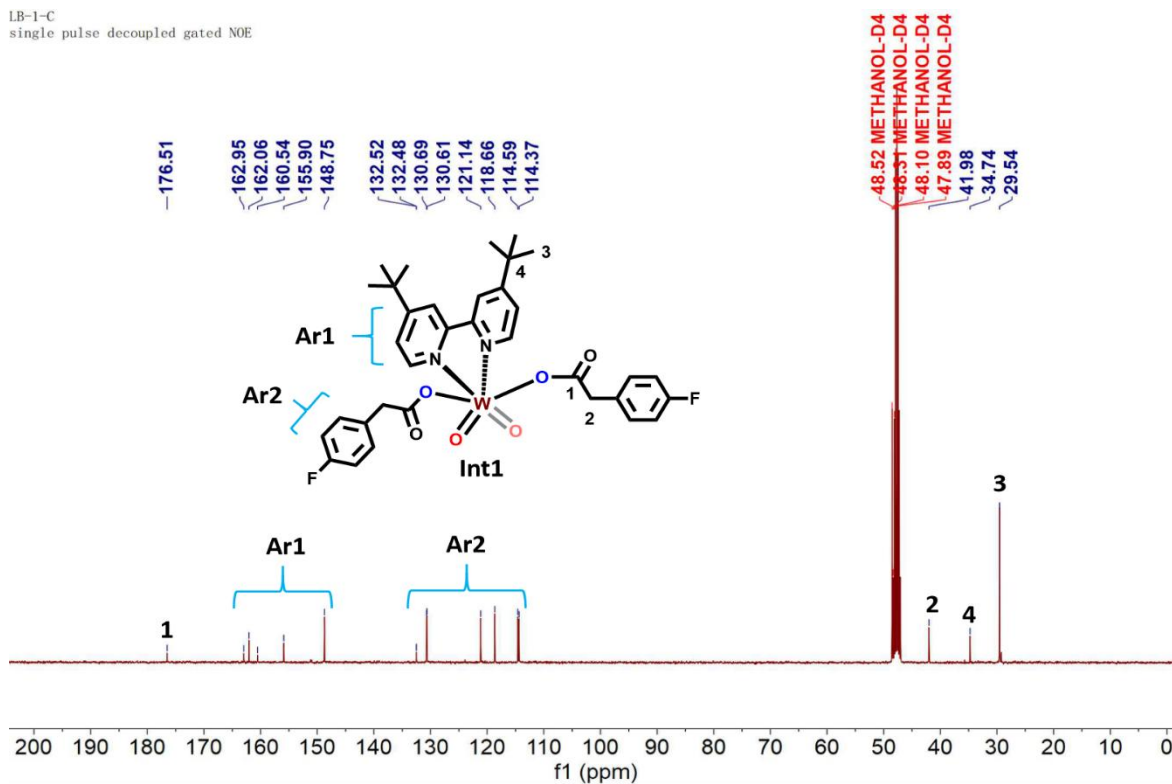 LB-1-C
single pulse decoupled gated NOE
176.51
162.95
162.06
160.54
155.90
148.75
132.52
132.48
130.69
130.61
121.14
118.66
114.59
114.37
48.52 METHANOL-D4
48.31 METHANOL-D4
48.10 METHANOL-D4
47.89 METHANOL-D4
41.98
34.74
29.54
3
4
Ar1
N
N
O
O
1
2
F
Ar2
O
W
O
O
O
F
Int1
1
Ar1
Ar2
2
4
3
200 190 180 170 160 150 140 130 120 110 100 90 80 70 60 50 40 30 20 10 0
f1 (ppm)